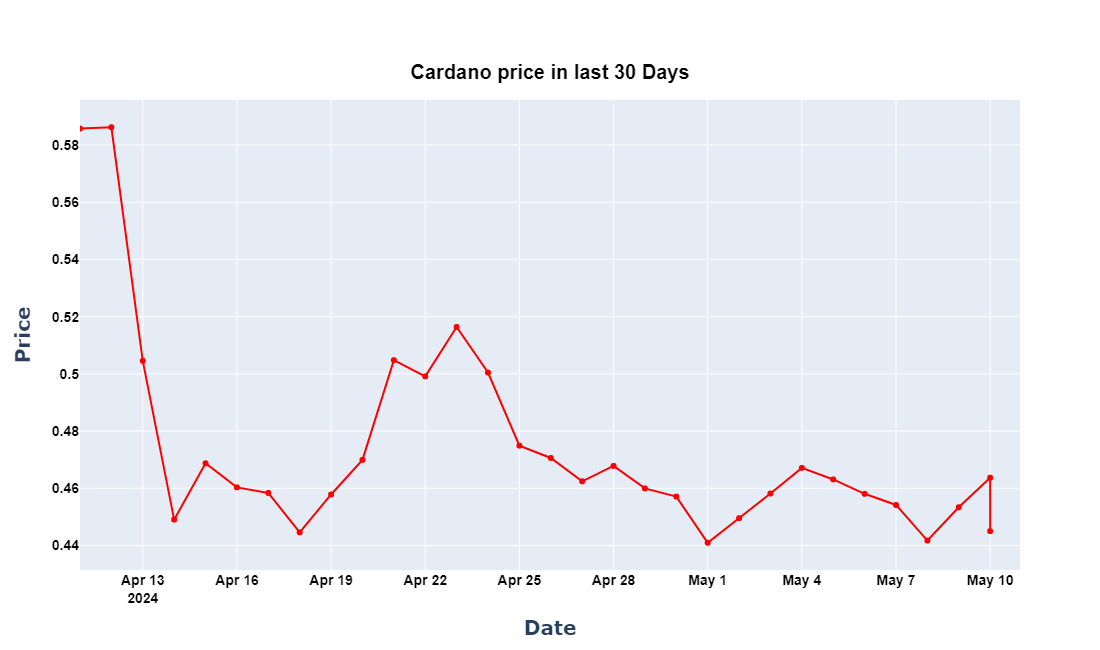 Cardano price in last 30 Days
0.58
0.56
0.54
0.52
0.5
0.48
0.46
0.44
Price
Apr 13
2024
Apr 16
Apr 19
Apr 22
Apr 25
Apr 28
May 1
May 4
May 7
May 10
Date